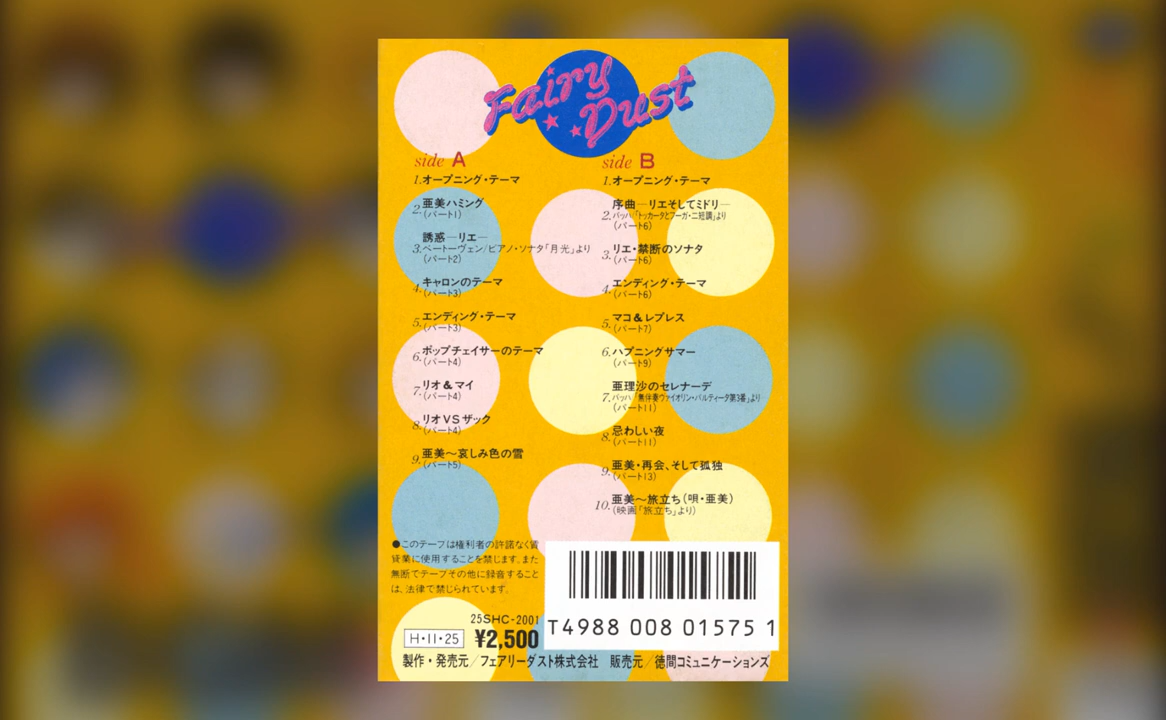 Fairy Dust
side A
1.オープニング・テーマ
2.亜美ハミング
(パート1)
3.誘惑―リエ―
ベートーヴェン/ピアノ・ソナタ「月光」より
(パート2)
4.キャロンのテーマ
(パート3)
5.エンディング・テーマ
(パート3)
6.ポップチェイサーのテーマ
(パート4)
7.リオ&マイ
(パート4)
8.リオVSザック
(パート4)
9.亜美～哀しみ色の雪
(パート5)
side B
1.オープニング・テーマ
2.序曲―リエそしてミドリ―
バッハ/「トッカータとフーガ・ニ短調」より
(パート6)
3.リエ・禁断のソナタ
(パート6)
4.エンディング・テーマ
(パート6)
5.マコ&レプレス
(パート7)
6.ハプニングサマー
(パート9)
7.亜理沙のセレナーデ
バッハ/「無伴奏ヴァイオリン・パルティータ第3番」より
(パート11)
8.忌わしい夜
(パート11)
9.亜美・再会、そして孤独
(パート13)
10.亜美～旅立ち(唄・亜美)
(映画「旅立ち」より)
●このテープは権利者の許諾なく賃
貸業に使用することを禁じます。また
無断でテープその他に録音すること
は、法律で禁じられています。
25SHC-2001
H・11・25 ¥2,500
T4988 008 01575 1
製作・発売元/フェアリーダスト株式会社 販売元/徳間コミュニケーションズ